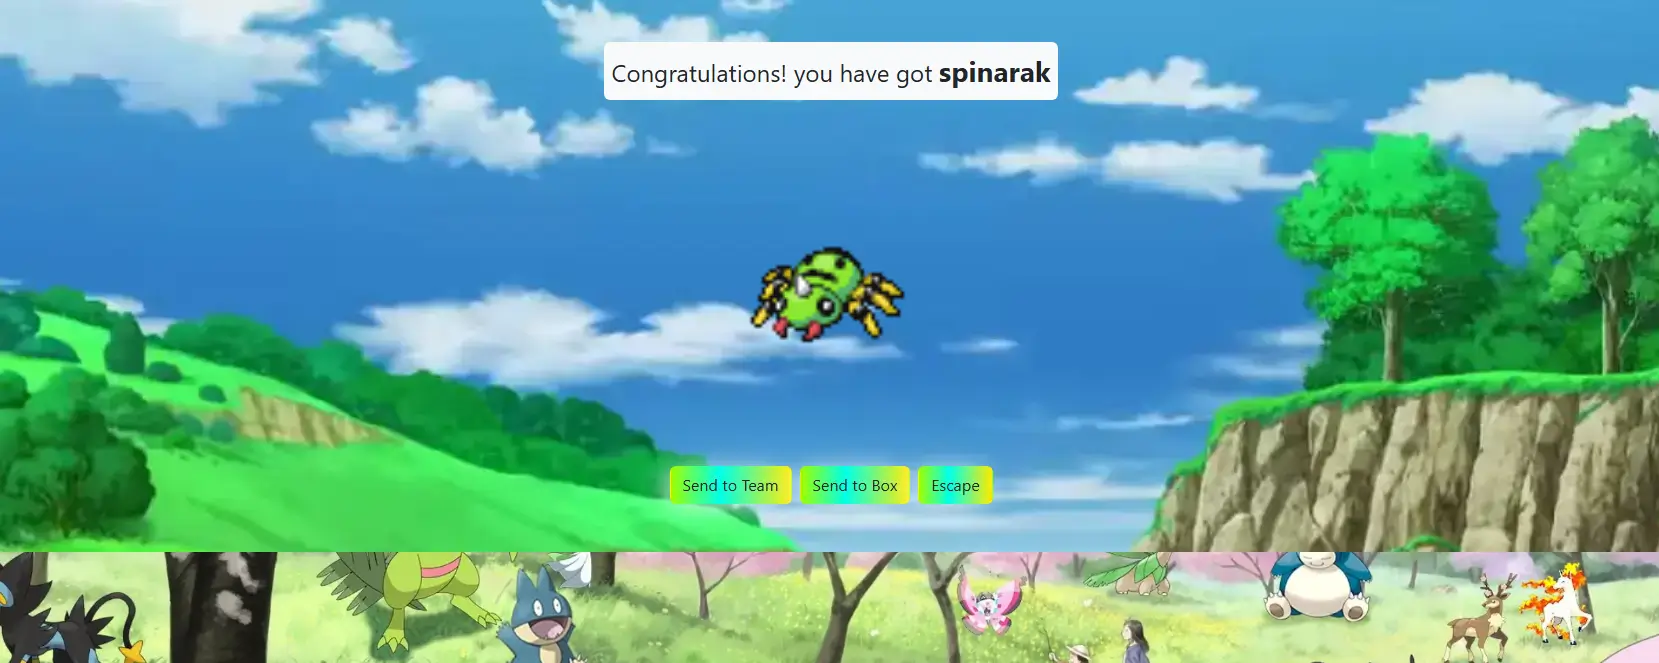 Congratulations! you have got spinarak
Send to Team
Send to Box
Escape